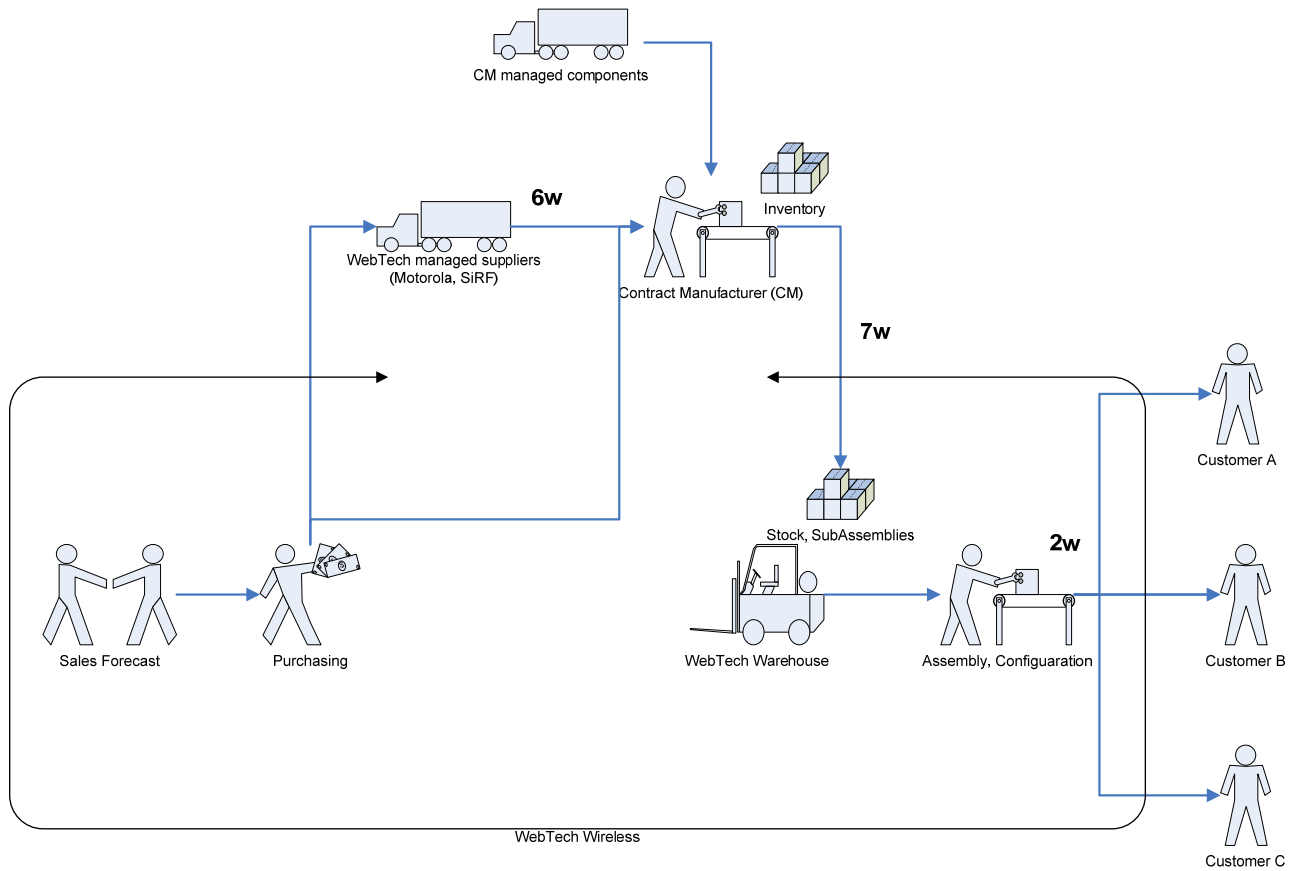 CM managed components
Inventory
6w
WebTech managed suppliers
(Motorola, SiRF)
Contract Manufacturer (CM)
7w
Customer A
Stock, SubAssemblies
2w
Sales Forecast
Purchasing
WebTech Warehouse
Assembly, Configuaration
Customer B
WebTech Wireless
Customer C